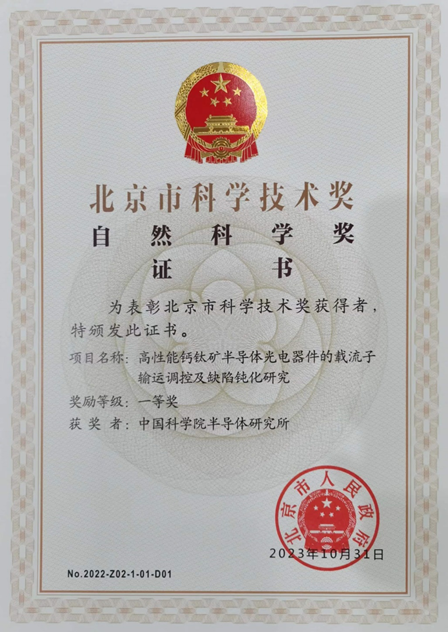 北京市科学技术奖
自然科学奖
证书
为表彰北京市科学技术奖获得者，
特颁发此证书。
项目名称：高性能钙钛矿半导体光电器件的载流子
输运调控及缺陷钝化研究
奖励等级：一等奖
获奖者：中国科学院半导体研究所
北京市人民政府
2023年10月31日
No.2022-Z02-1-01-D01